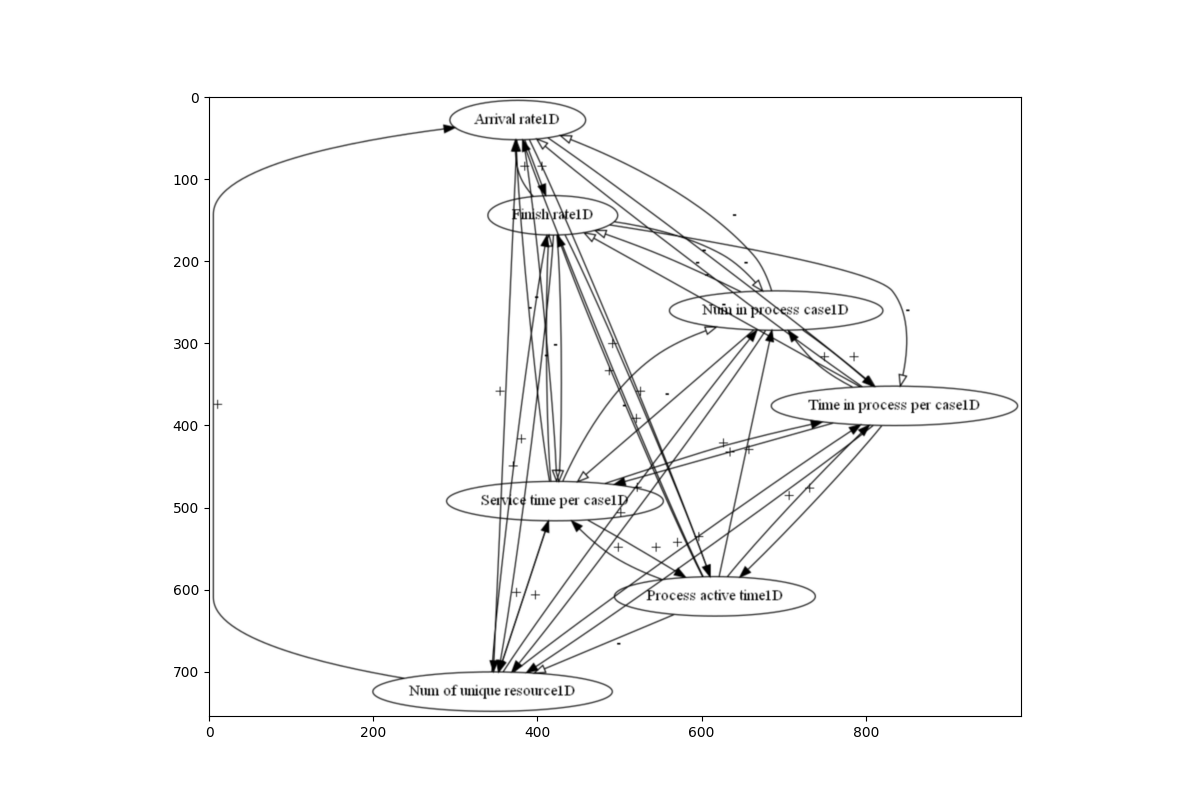 0
100
200
300
400
500
600
700
0
200
400
600
800
Arrival rate1D
Finish rate1D
Num in process case1D
Time in process per case1D
Service time per case1D
Process active time1D
Num of unique resource1D